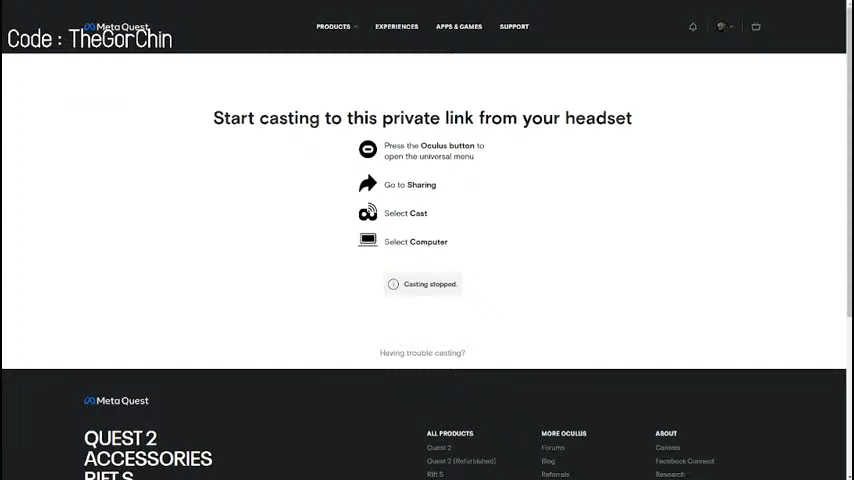 Meta Quest
PRODUCTS
EXPERIENCES
APPS & GAMES
SUPPORT
Code : TheGorChin
Start casting to this private link from your headset
Press the Oculus button to
open the universal menu
Go to Sharing
Select Cast
Select Computer
Casting stopped.
Having trouble casting?
Meta Quest
QUEST 2
ACCESSORIES
RIFT S
ALL PRODUCTS
Quest 2
Quest 2 (Refurbished)
Rift S
MORE OCULUS
Forums
Blog
Referrals
ABOUT
Careers
Facebook Connect
Research